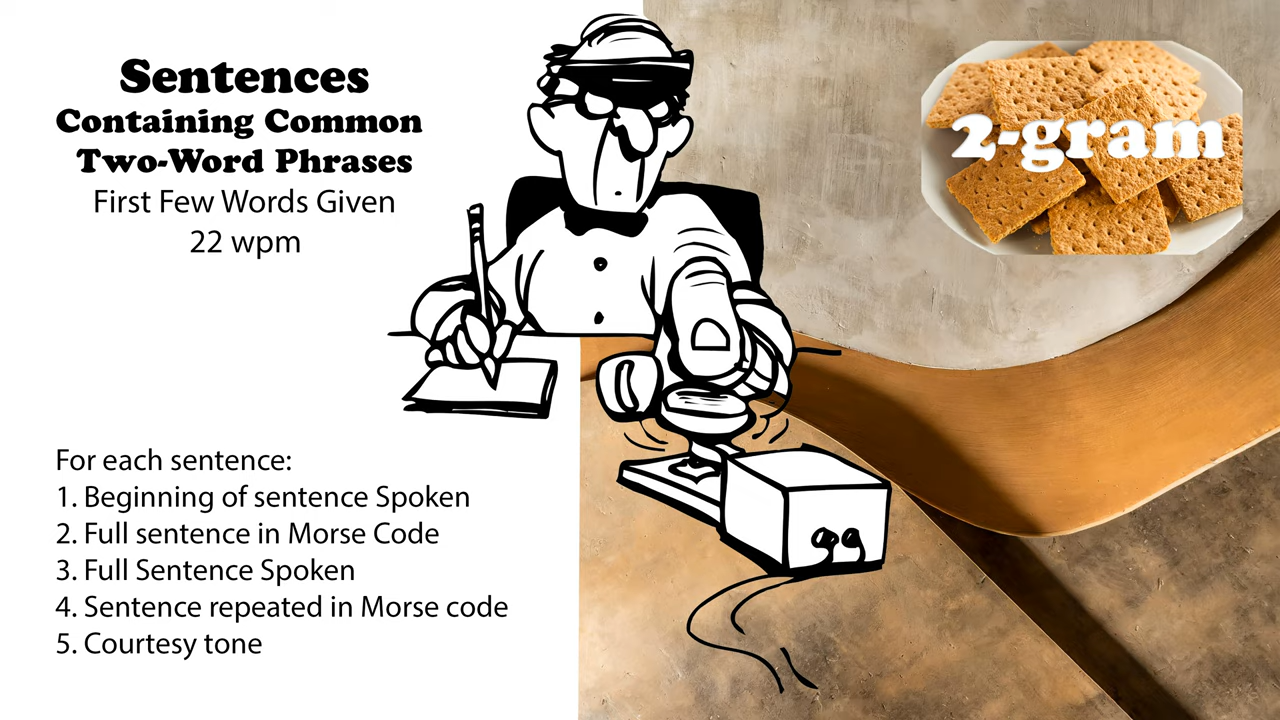 Sentences
Containing Common
Two-Word Phrases
First Few Words Given
22 wpm
2-gram
For each sentence:
1. Beginning of sentence Spoken
2. Full sentence in Morse Code
3. Full Sentence Spoken
4. Sentence repeated in Morse code
5. Courtesy tone